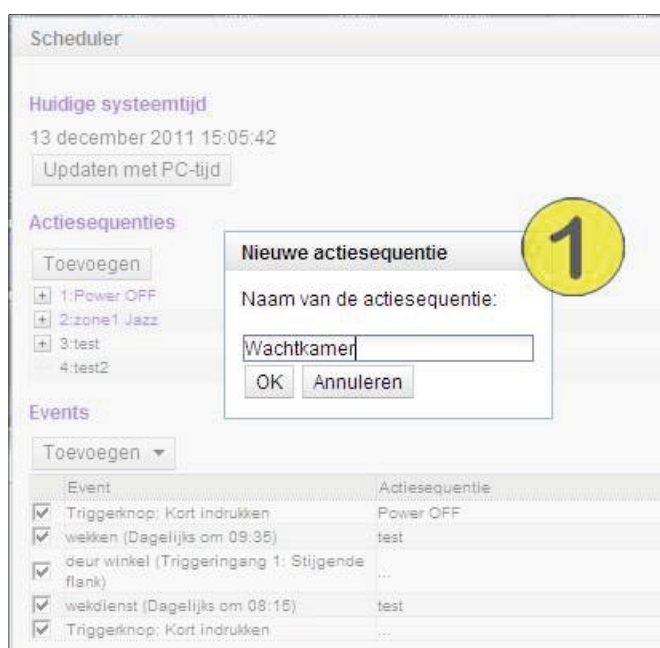 Scheduler
Huidige systeemtijd
13 december 2011 15:05:42
Updaten met PC-tijd
Actiesequenties
Toevoegen
1:Power OFF
2:zone1 Jazz
3:test
4:test2
Nieuwe actiesequentie
1
Naam van de actiesequentie:
Wachtkamer
OK Annuleren
Events
Toevoegen
Event Actiesequentie
Triggerknop: Kort indrukken Power OFF
wekken (Dagelijks om 09:35) test
deur winkel (Triggeringang 1: Stijgende
flank) ...
wekdienst (Dagelijks om 08:15) test
Triggerknop: Kort indrukken ...